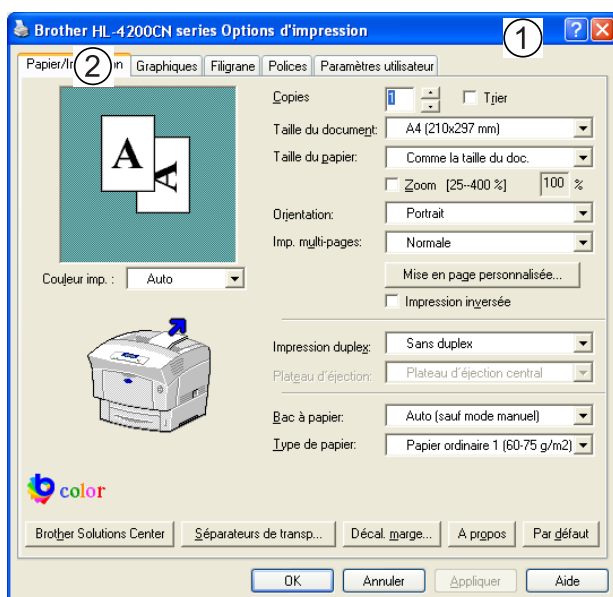 Brother HL-4200CN series Options d'impression
1
2
Papier/In on Graphiques Filigrane Polices Paramètres utilisateur
Copies 1 Trier
Taille du document: A4 (210x297 mm)
Taille du papier: Comme la taille du doc.
Zoom [25--400 %] 100 %
Orientation: Portrait
Imp. multi-pages: Normale
Mise en page personnalisée...
Impression inversée
A
A
Couleur imp. : Auto
Impression duplex: Sans duplex
Plateau d'éjection: Plateau d'éjection central
Bac à papier: Auto (sauf mode manuel)
Type de papier: Papier ordinaire 1 (60-75 g/m2)
b color
Brother Solutions Center Séparateurs de transp... Décal. marge... A propos Par défaut
OK Annuler Appliquer Aide